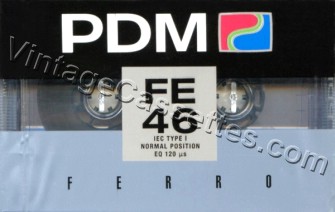 PDM
FE
46
IEC TYPE I
NORMAL POSITION
EQ 120 µs
FERRO
VintageCassettes.com